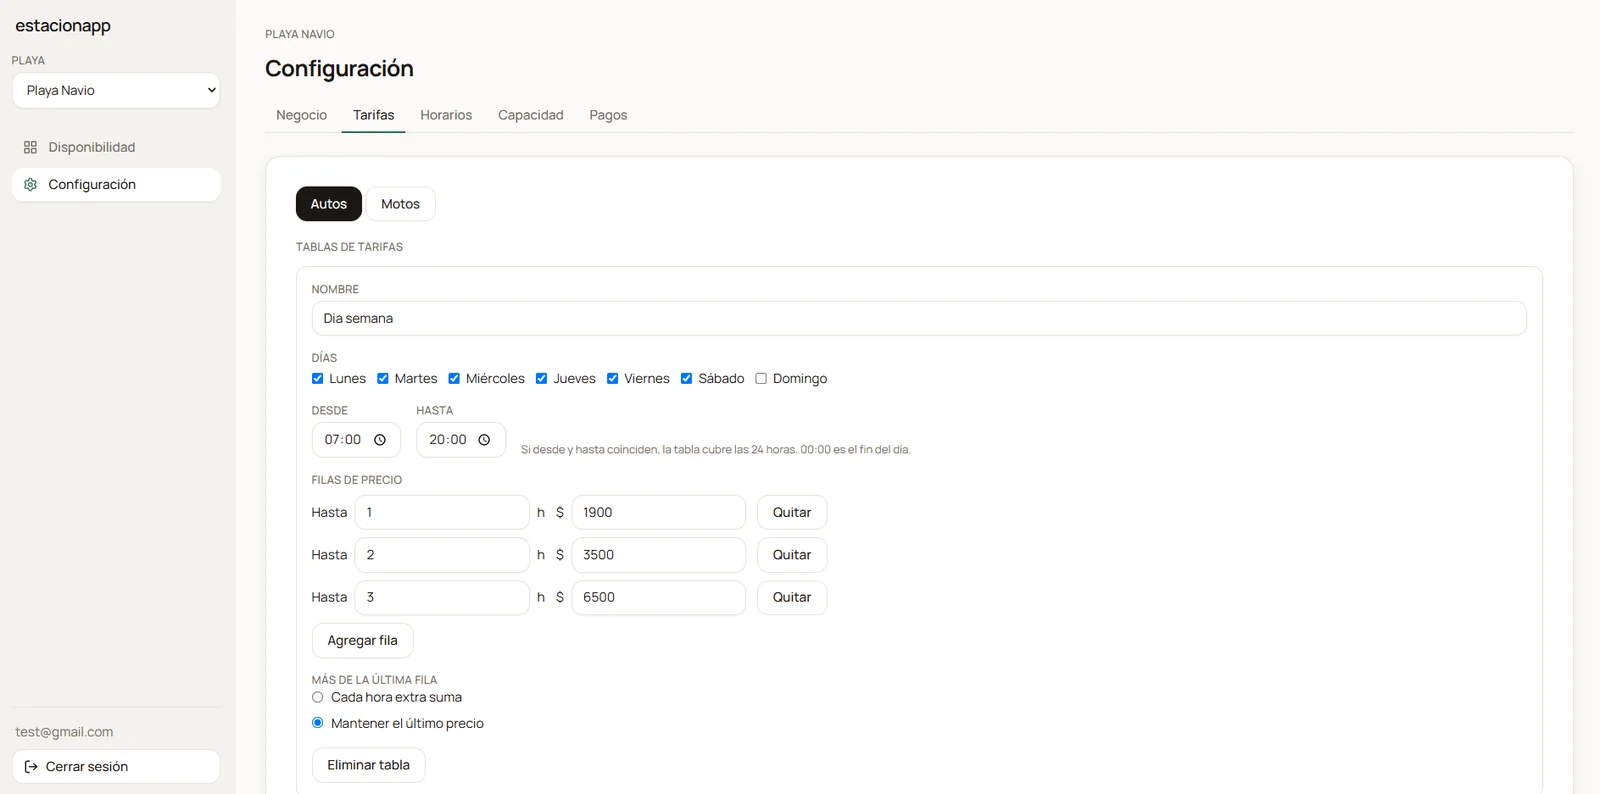 estacionapp
PLAYA
Playa Navio
Disponibilidad
Configuración
test@gmail.com
Cerrar sesión
PLAYA NAVIO
Configuración
Negocio Tarifas Horarios Capacidad Pagos
Autos Motos
TABLAS DE TARIFAS
NOMBRE
Dia semana
DÍAS
Lunes Martes Miércoles Jueves Viernes Sábado Domingo
DESDE HASTA
07:00 20:00 Si desde y hasta coinciden, la tabla cubre las 24 horas. 00:00 es el fin del día.
FILAS DE PRECIO
Hasta 1 h $ 1900 Quitar
Hasta 2 h $ 3500 Quitar
Hasta 3 h $ 6500 Quitar
Agregar fila
MÁS DE LA ÚLTIMA FILA
Cada hora extra suma
Mantener el último precio
Eliminar tabla